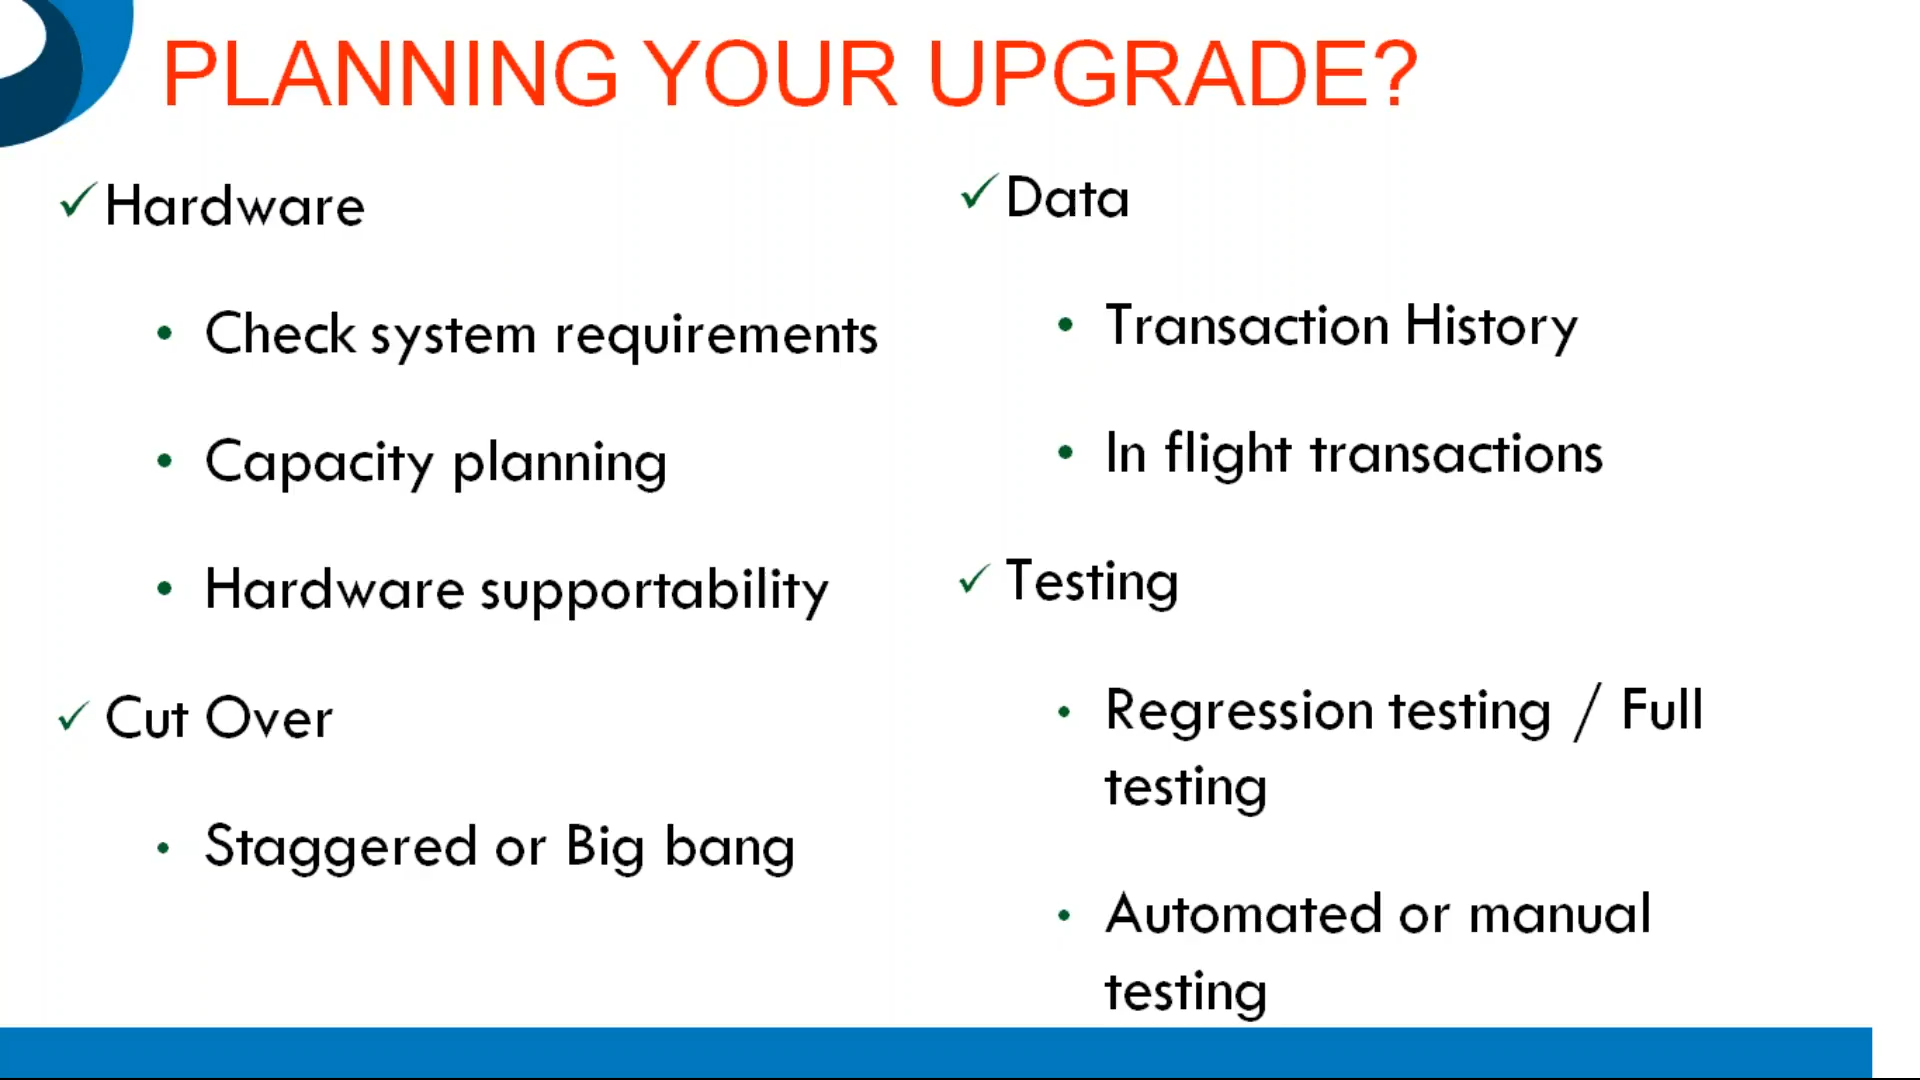 PLANNING YOUR UPGRADE?
✓Hardware
• Check system requirements
• Capacity planning
• Hardware supportability
✓ Cut Over
• Staggered or Big bang
✓Data
• Transaction History
• In flight transactions
✓ Testing
• Regression testing / Full
testing
• Automated or manual
testing